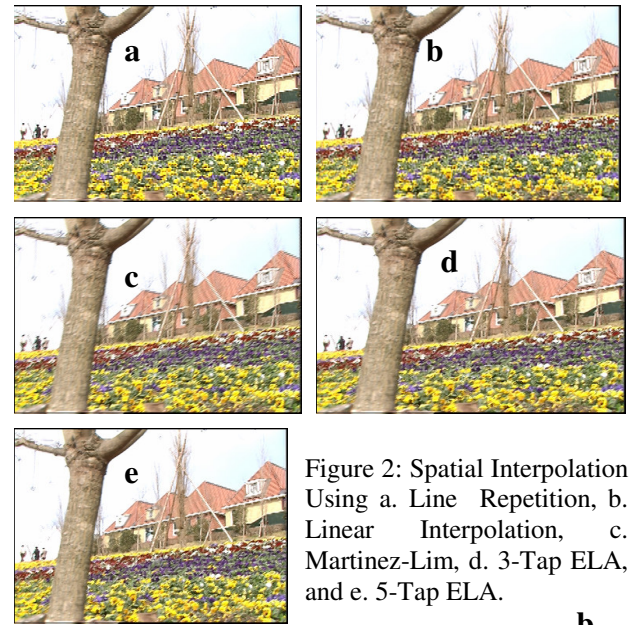 a
b
c
d
e
Figure 2: Spatial Interpolation
Using a. Line Repetition, b.
Linear Interpolation, c.
Martinez-Lim, d. 3-Tap ELA,
and e. 5-Tap ELA.
b